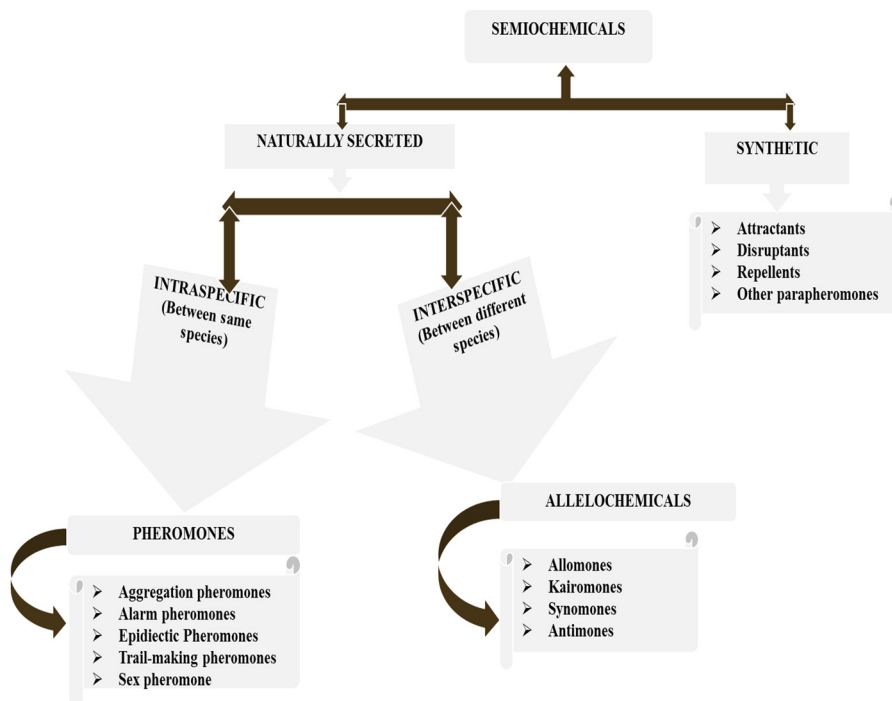 SEMIOCHEMICALS
NATURALLY SECRETED
SYNTHETIC
Attractants
Disruptants
Repellents
Other parapheromones
INTRASPECIFIC
(Between same
species)
INTERSPECIFIC
(Between different
species)
PHEROMONES
Aggregation pheromones
Alarm pheromones
Epidiectic Pheromones
Trail-making pheromones
Sex pheromone
ALLELOCHEMICALS
Allomones
Kairomones
Synomones
Antimones